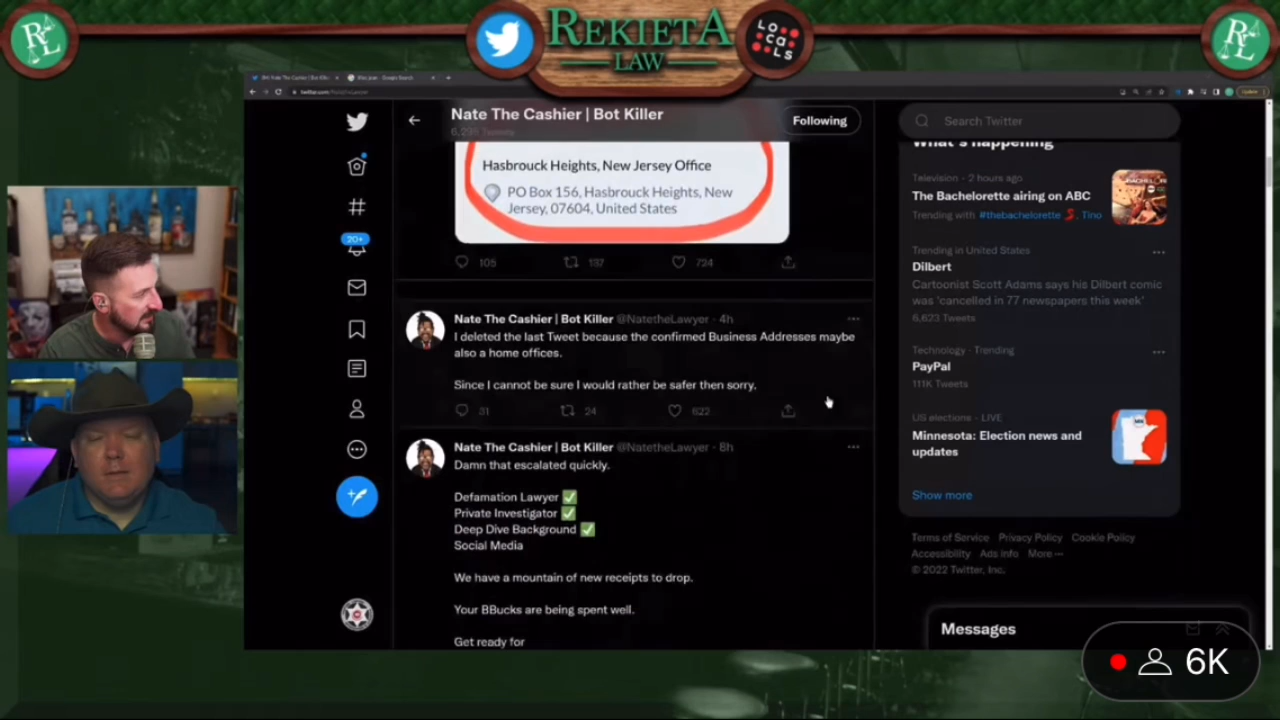 RL
REKIETA
LAW
LO
CA
LS
RL
Nate The Cashier | Bot Killer
6,299 Tweets
Following
Search Twitter
Hasbrouck Heights, New Jersey Office
PO Box 156, Hasbrouck Heights, New
Jersey, 07604, United States
105 137 724
Nate The Cashier | Bot Killer @NatetheLawyer · 4h
I deleted the last Tweet because the confirmed Business Addresses maybe
also a home offices.
Since I cannot be sure I would rather be safer then sorry.
31 24 622
Nate The Cashier | Bot Killer @NatetheLawyer · 8h
Damn that escalated quickly.
Defamation Lawyer ✅
Private Investigator ✅
Deep Dive Background ✅
Social Media
We have a mountain of new receipts to drop.
Your BBucks are being spent well.
Get ready for
20+
What's happening
Television · 2 hours ago
The Bachelorette airing on ABC
Trending with #thebachelorette 🌹, Tino
Trending in United States
Dilbert
Cartoonist Scott Adams says his Dilbert comic
was 'cancelled in 77 newspapers this week'
6,623 Tweets
Technology · Trending
PayPal
111K Tweets
US elections · LIVE
Minnesota: Election news and
updates
Show more
Terms of Service Privacy Policy Cookie Policy
Accessibility Ads info More ···
© 2022 Twitter, Inc.
Messages
6K